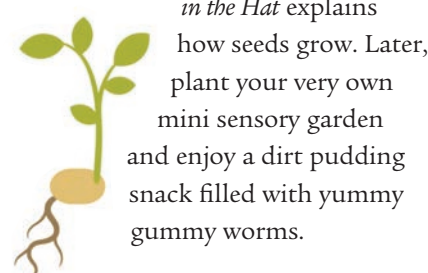 in the Hat explains
how seeds grow. Later,
plant your very own
mini sensory garden
and enjoy a dirt pudding
snack filled with yummy
gummy worms.